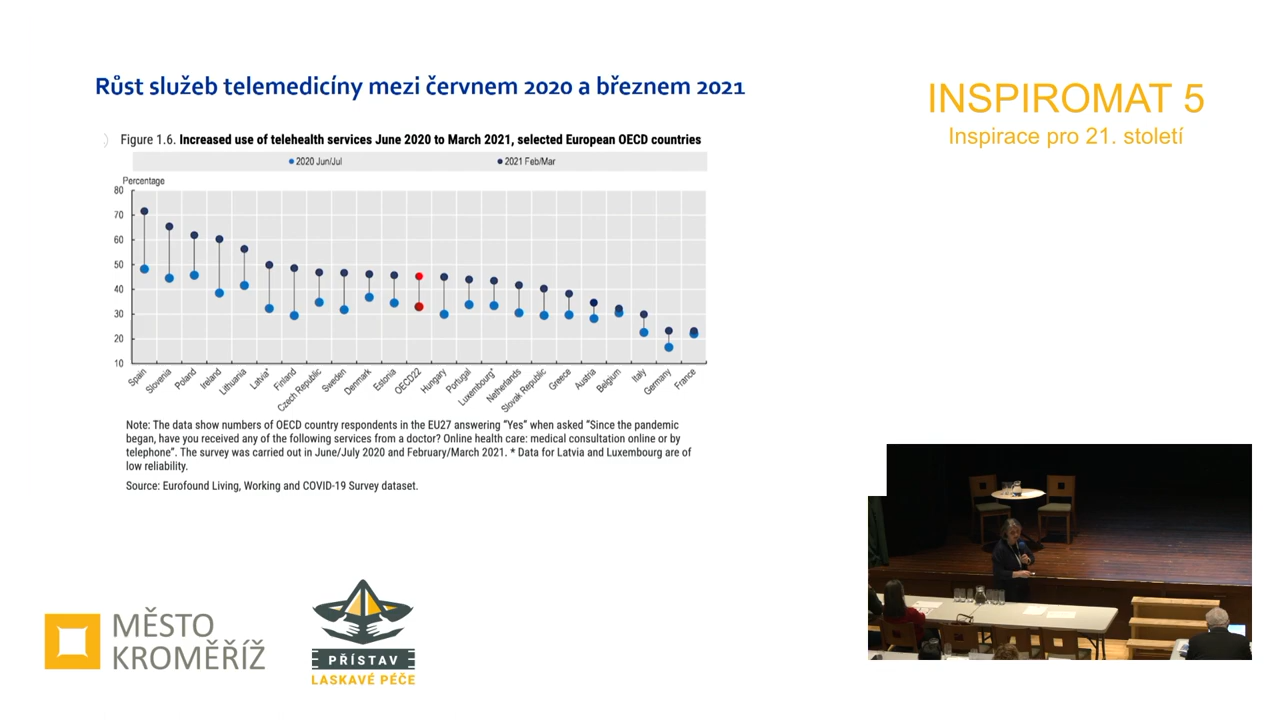 Růst služeb telemedicíny mezi červnem 2020 a březnem 2021
INSPIROMAT 5
Inspirace pro 21. století
Figure 1.6. Increased use of telehealth services June 2020 to March 2021, selected European OECD countries
2020 Jun/Jul
2021 Feb/Mar
Percentage
80
70
60
50
40
30
20
10
Spain
Slovenia
Poland
Ireland
Lithuania
Latvia*
Finland
Czech Republic
Sweden
Denmark
Estonia
OECD22
Hungary
Portugal
Luxembourg*
Netherlands
Slovak Republic
Greece
Austria
Belgium
Italy
Germany
France
Note: The data show numbers of OECD country respondents in the EU27 answering “Yes” when asked “Since the pandemic
began, have you received any of the following services from a doctor? Online health care: medical consultation online or by
telephone”. The survey was carried out in June/July 2020 and February/March 2021. * Data for Latvia and Luxembourg are of
low reliability.
Source: Eurofound Living, Working and COVID-19 Survey dataset.
MĚSTO
KROMĚŘÍŽ
PŘÍSTAV
LASKAVÉ PÉČE